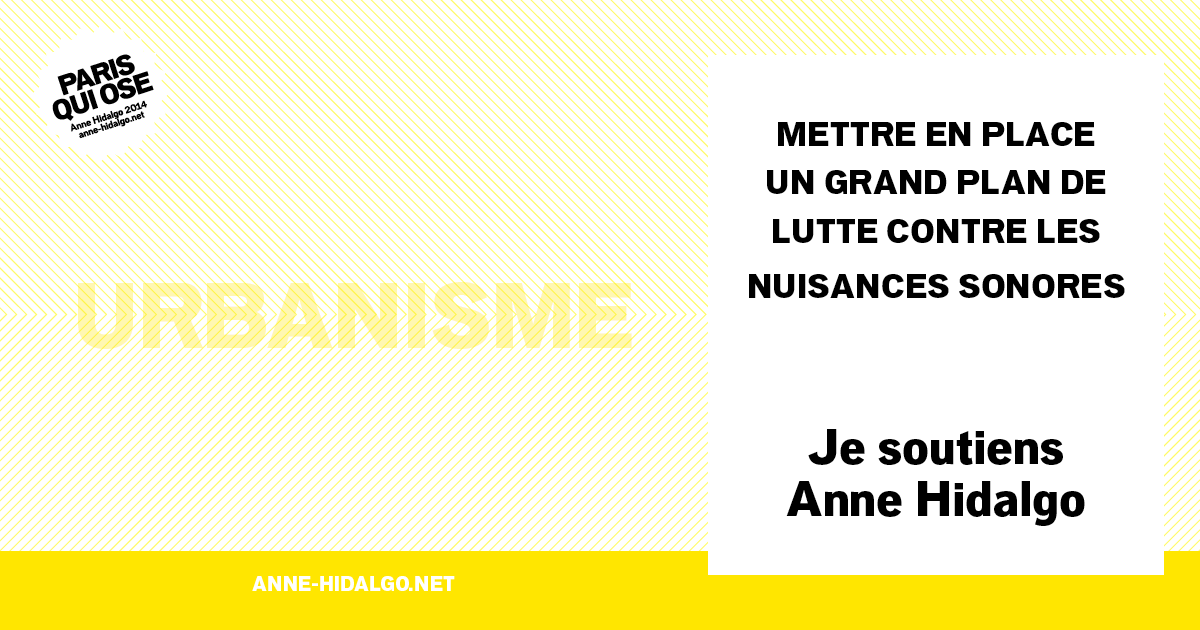 PARIS
QUI OSE
Anne Hidalgo 2014
anne-hidalgo.net
URBANISME
METTRE EN PLACE
UN GRAND PLAN DE
LUTTE CONTRE LES
NUISANCES SONORES
Je soutiens
Anne Hidalgo
ANNE-HIDALGO.NET